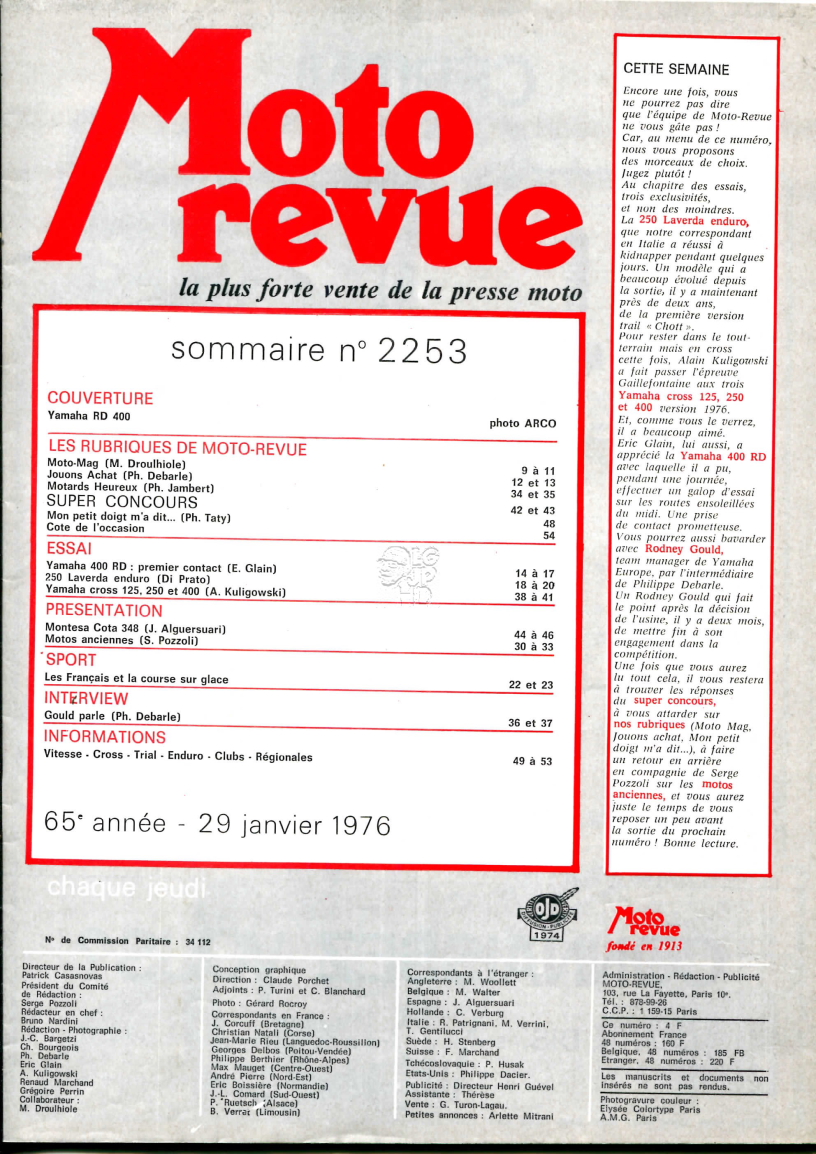 Moto
revue
la plus forte vente de la presse moto
sommaire n° 2253
COUVERTURE
Yamaha RD 400 photo ARCO
LES RUBRIQUES DE MOTO-REVUE
Moto-Mag (M. Droulhiole) 9 à 11
Jouons Achat (Ph. Debarle) 12 et 13
Motards Heureux (Ph. Jambert) 34 et 35
SUPER CONCOURS 42 et 43
Mon petit doigt m'a dit... (Ph. Taty) 48
Cote de l'occasion 54
ESSAI
Yamaha 400 RD : premier contact (E. Glain) 14 à 17
250 Laverda enduro (Di Prato) 18 à 20
Yamaha cross 125, 250 et 400 (A. Kuligowski) 38 à 41
PRESENTATION
Montesa Cota 348 (J. Alguersuari) 44 à 46
Motos anciennes (S. Pozzoli) 30 à 33
SPORT
Les Français et la course sur glace 22 et 23
INTERVIEW
Gould parle (Ph. Debarle) 36 et 37
INFORMATIONS
Vitesse - Cross - Trial - Enduro - Clubs - Régionales 49 à 53
65e année - 29 janvier 1976
CETTE SEMAINE
Encore une fois, vous
ne pourrez pas dire
que l'équipe de Moto-Revue
ne vous gâte pas !
Car, au menu de ce numéro,
nous vous proposons
des morceaux de choix.
Jugez plutôt !
Au chapitre des essais,
trois exclusivités,
et non des moindres.
La 250 Laverda enduro,
que notre correspondant
en Italie a réussi à
kidnapper pendant quelques
jours. Un modèle qui a
beaucoup évolué depuis
la sortie, il y a maintenant
près de deux ans,
de la première version
trail « Chott ».
Pour rester dans le tout-
terrain mais en cross
cette fois, Alain Kuligowski
a fait passer l'épreuve
Gaillefontaine aux trois
Yamaha cross 125, 250
et 400 version 1976.
Et, comme vous le verrez,
il a beaucoup aimé.
Eric Glain, lui aussi, a
apprécié la Yamaha 400 RD
avec laquelle il a pu,
pendant une journée,
effectuer un galop d'essai
sur les routes ensoleillées
du midi. Une prise
de contact prometteuse.
Vous pourrez aussi bavarder
avec Rodney Gould,
team manager de Yamaha
Europe, par l'intermédiaire
de Philippe Debarle.
Un Rodney Gould qui fait
le point après la décision
de l'usine, il y a deux mois,
de mettre fin à son
engagement dans la
compétition.
Une fois que vous aurez
lu tout cela, il vous restera
à trouver les réponses
du super concours,
à vous attarder sur
nos rubriques (Moto Mag,
Jouons achat, Mon petit
doigt m'a dit...), à faire
un retour en arrière
en compagnie de Serge
Pozzoli sur les motos
anciennes, et vous aurez
juste le temps de vous
reposer un peu avant
la sortie du prochain
numéro ! Bonne lecture.
chaque jeudi
N° de Commission Paritaire : 34 112
OJD
1974
Moto
revue
fondé en 1913
Directeur de la Publication :
Patrick Casasnovas
Président du Comité
de Rédaction :
Serge Pozzoli
Rédacteur en chef :
Bruno Nardini
Rédaction - Photographie :
J.-C. Bargetzi
Ch. Bourgeois
Ph. Debarle
Eric Glain
A. Kuligowski
Renaud Marchand
Grégoire Perrin
Collaborateur :
M. Droulhiole
Conception graphique
Direction : Claude Porchet
Adjoints : P. Turini et C. Blanchard
Photo : Gérard Rocroy
Correspondants en France :
J. Corcuff (Bretagne)
Christian Natali (Corse)
Jean-Marie Rieu (Languedoc-Roussillon)
Georges Delbos (Poitou-Vendée)
Philippe Berthier (Rhône-Alpes)
Max Mauget (Centre-Ouest)
André Pierre (Nord-Est)
Eric Boissière (Normandie)
J.-L. Comard (Sud-Ouest)
P. Ruetsch (Alsace)
B. Verrac (Limousin)
Correspondants à l'étranger :
Angleterre : M. Woollett
Belgique : M. Walter
Espagne : J. Alguersuari
Hollande : C. Verburg
Italie : R. Patrignani, M. Verrini,
T. Gentilucci
Suède : H. Stenberg
Suisse : F. Marchand
Tchécoslovaquie : P. Husak
Etats-Unis : Philippe Dacier.
Publicité : Directeur Henri Guével
Assistante : Thérèse
Vente : G. Turon-Lagau.
Petites annonces : Arlette Mitrani
Administration - Rédaction - Publicité
MOTO-REVUE,
103, rue La Fayette, Paris 10e.
Tél. : 878-99-26
C.C.P. : 1 159-15 Paris
Ce numéro : 4 F
Abonnement France
48 numéros : 160 F
Belgique, 48 numéros : 185 FB
Etranger, 48 numéros : 220 F
Les manuscrits et documents non
insérés ne sont pas rendus.
Photogravure couleur :
Elysée Colortype Paris
A.M.G. Paris